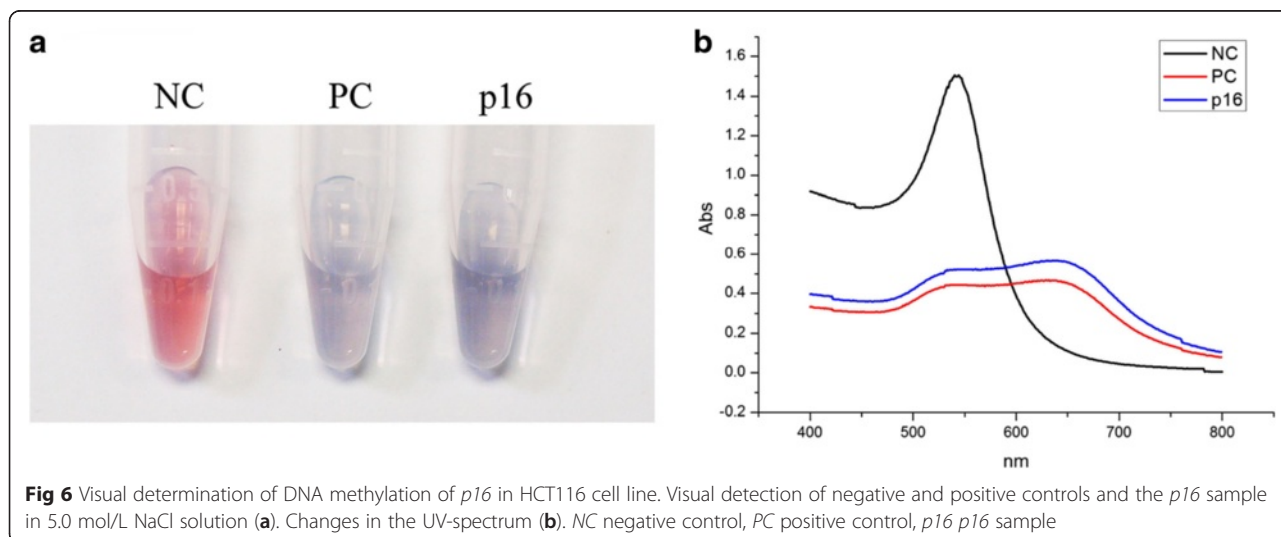 a
NC PC p16
b
NC
PC
p16
1.6
1.4
1.2
1.0
0.8
0.6
0.4
0.2
0.0
-0.2
Abs
400 500 600 700 800
nm
Fig 6 Visual determination of DNA methylation of p16 in HCT116 cell line. Visual detection of negative and positive controls and the p16 sample
in 5.0 mol/L NaCl solution (a). Changes in the UV-spectrum (b). NC negative control, PC positive control, p16 p16 sample